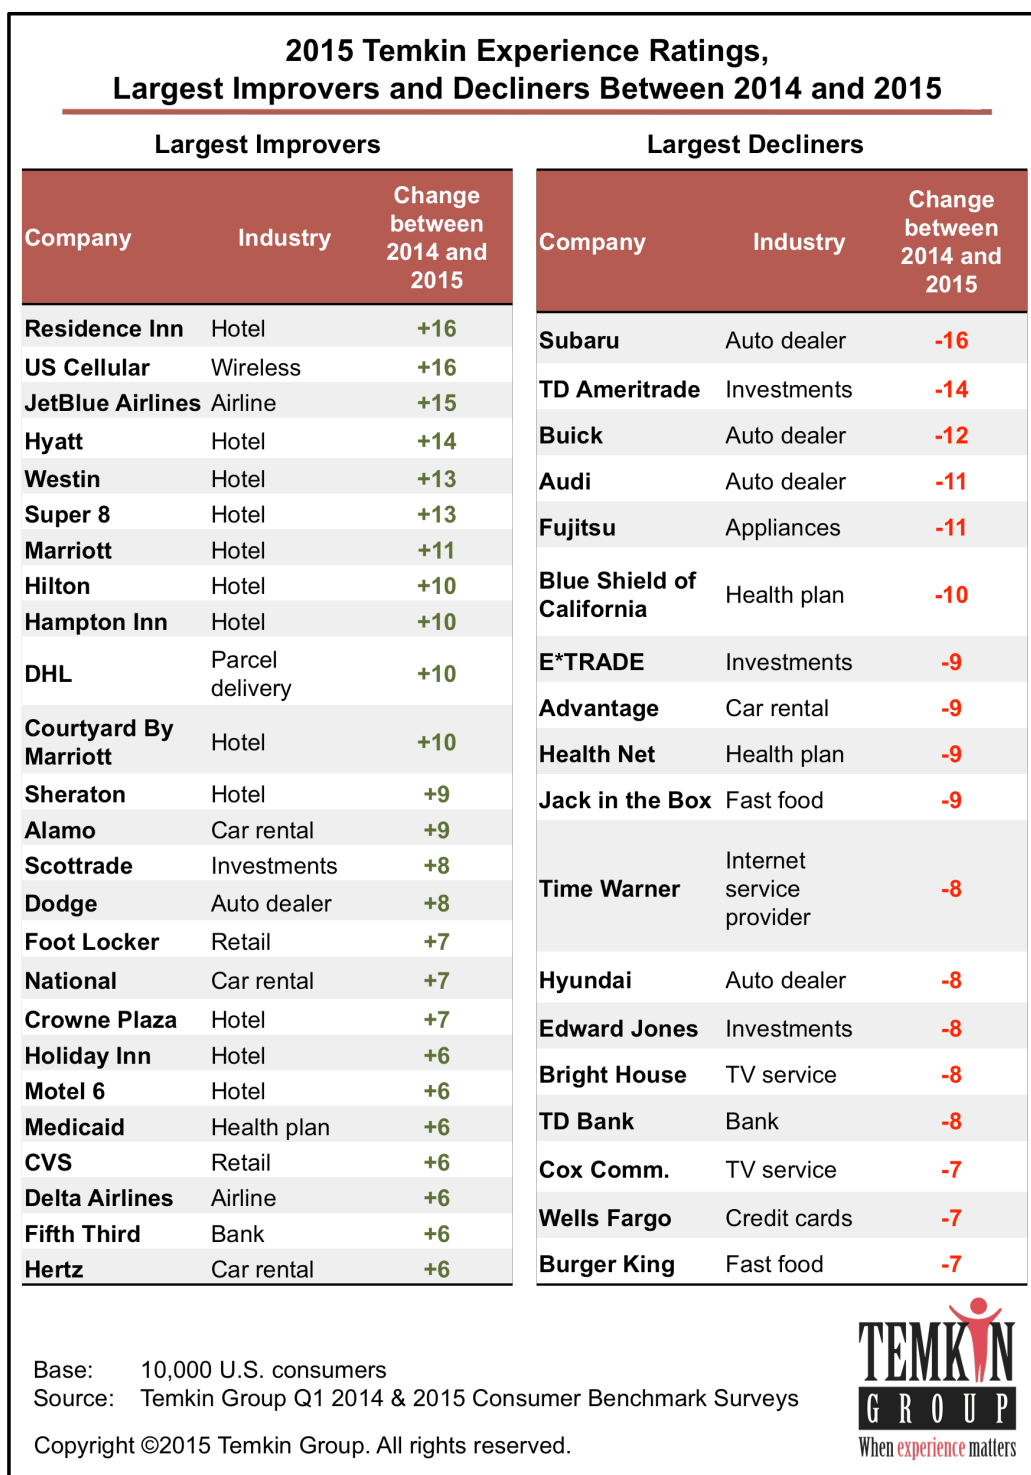 2015 Temkin Experience Ratings,
Largest Improvers and Decliners Between 2014 and 2015
Largest Improvers
Company Industry Change between 2014 and 2015
Residence Inn Hotel +16
US Cellular Wireless +16
JetBlue Airlines Airline +15
Hyatt Hotel +14
Westin Hotel +13
Super 8 Hotel +13
Marriott Hotel +11
Hilton Hotel +10
Hampton Inn Hotel +10
DHL Parcel delivery +10
Courtyard By Marriott Hotel +10
Sheraton Hotel +9
Alamo Car rental +9
Scottrade Investments +8
Dodge Auto dealer +8
Foot Locker Retail +7
National Car rental +7
Crowne Plaza Hotel +7
Holiday Inn Hotel +6
Motel 6 Hotel +6
Medicaid Health plan +6
CVS Retail +6
Delta Airlines Airline +6
Fifth Third Bank +6
Hertz Car rental +6
Largest Decliners
Company Industry Change between 2014 and 2015
Subaru Auto dealer -16
TD Ameritrade Investments -14
Buick Auto dealer -12
Audi Auto dealer -11
Fujitsu Appliances -11
Blue Shield of California Health plan -10
E*TRADE Investments -9
Advantage Car rental -9
Health Net Health plan -9
Jack in the Box Fast food -9
Time Warner Internet service provider -8
Hyundai Auto dealer -8
Edward Jones Investments -8
Bright House TV service -8
TD Bank Bank -8
Cox Comm. TV service -7
Wells Fargo Credit cards -7
Burger King Fast food -7
Base: 10,000 U.S. consumers
Source: Temkin Group Q1 2014 & 2015 Consumer Benchmark Surveys
Copyright ©2015 Temkin Group. All rights reserved.
TEMKIN
GROUP
When experience matters